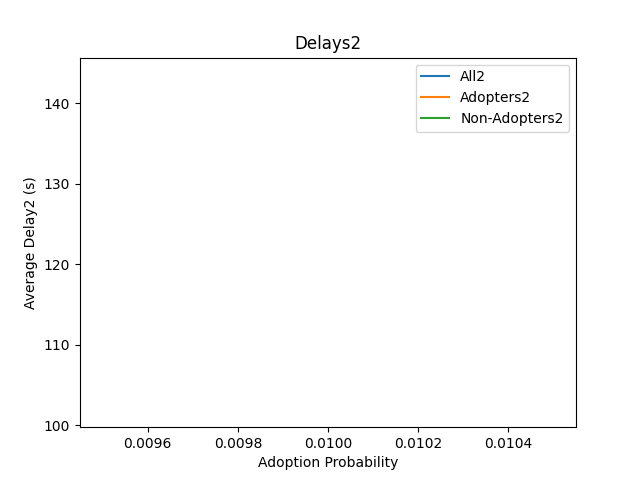 Delays2
All2
Adopters2
Non-Adopters2
Average Delay2 (s)
140
130
120
110
100
0.0096
0.0098
0.0100
0.0102
0.0104
Adoption Probability